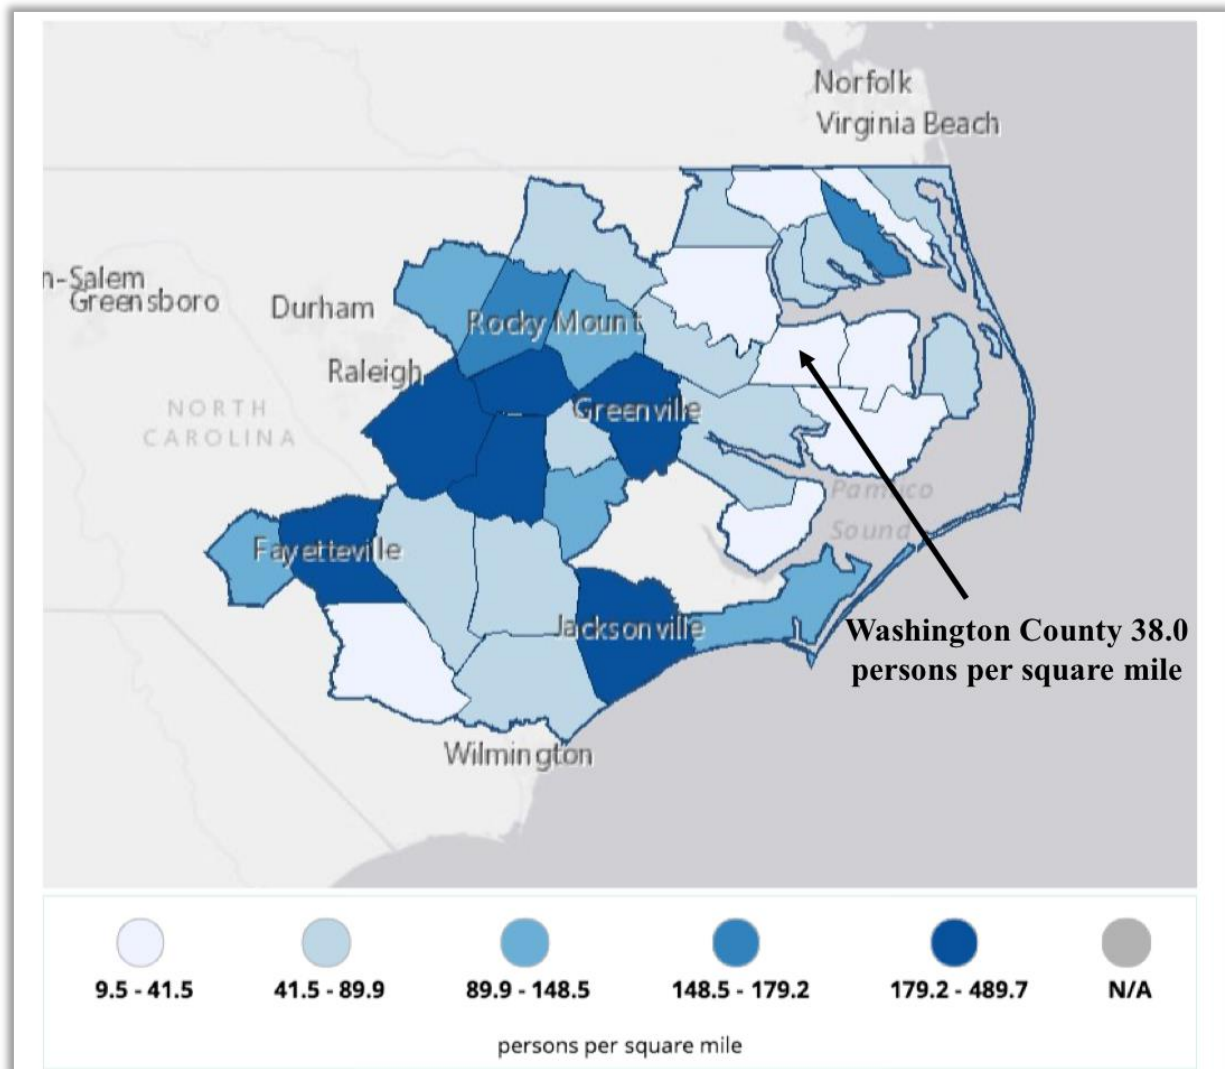 Norfolk
Virginia Beach
n-Salem
Greensboro
Durham
Rocky Mount
Raleigh
NORTH
CAROLINA
Greenville
Pamlico
Sound
Fayetteville
Jacksonville
Washington County 38.0
persons per square mile
Wilmington
9.5 - 41.5
41.5 - 89.9
89.9 - 148.5
148.5 - 179.2
179.2 - 489.7
N/A
persons per square mile